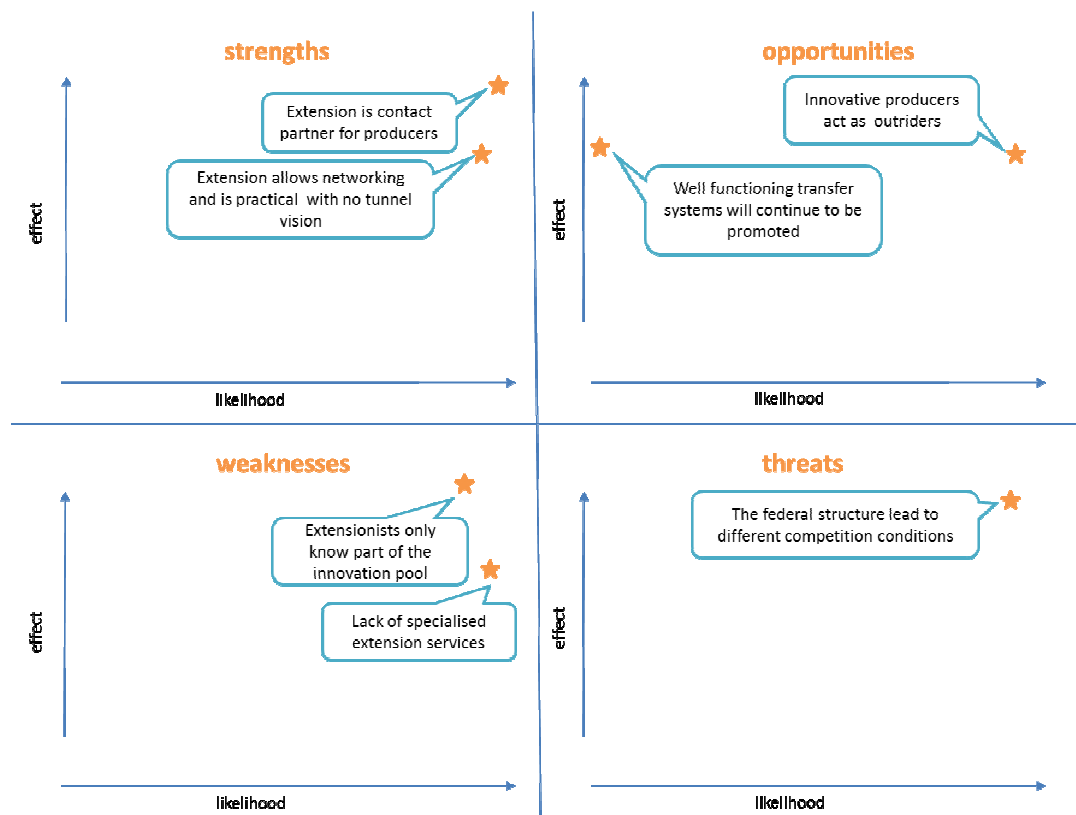 strengths
Extension is contact
partner for producers
Extension allows networking
and is practical with no tunnel
vision
effect
likelihood
opportunities
Innovative producers
act as outriders
Well functioning transfer
systems will continue to be
promoted
effect
likelihood
weaknesses
Extensionists only
know part of the
innovation pool
Lack of specialised
extension services
effect
likelihood
threats
The federal structure lead to
different competition conditions
effect
likelihood